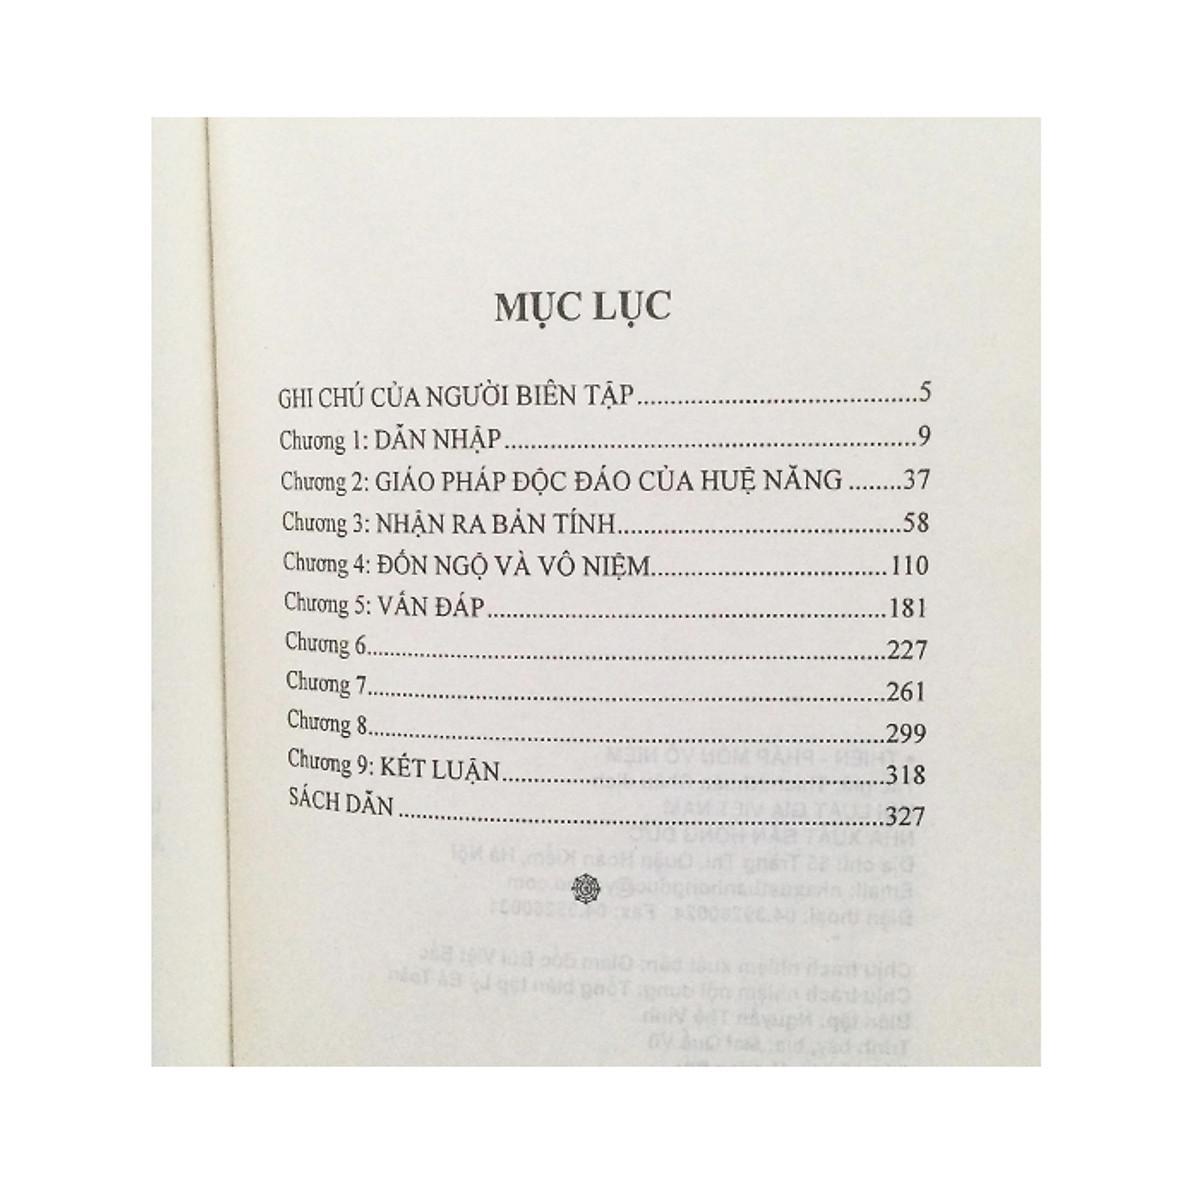 MỤC LỤC
GHI CHÚ CỦA NGƯỜI BIÊN TẬP..........................................5
Chương 1: DẪN NHẬP..............................................................9
Chương 2: GIÁO PHÁP ĐỘC ĐÁO CỦA HUỆ NĂNG ........37
Chương 3: NHẬN RA BẢN TÍNH...........................................58
Chương 4: ĐỐN NGỘ VÀ VÔ NIỆM....................................110
Chương 5: VẤN ĐÁP.............................................................181
Chương 6...............................................................................227
Chương 7...............................................................................261
Chương 8...............................................................................299
Chương 9: KẾT LUẬN..........................................................318
SÁCH DẪN ..........................................................................327